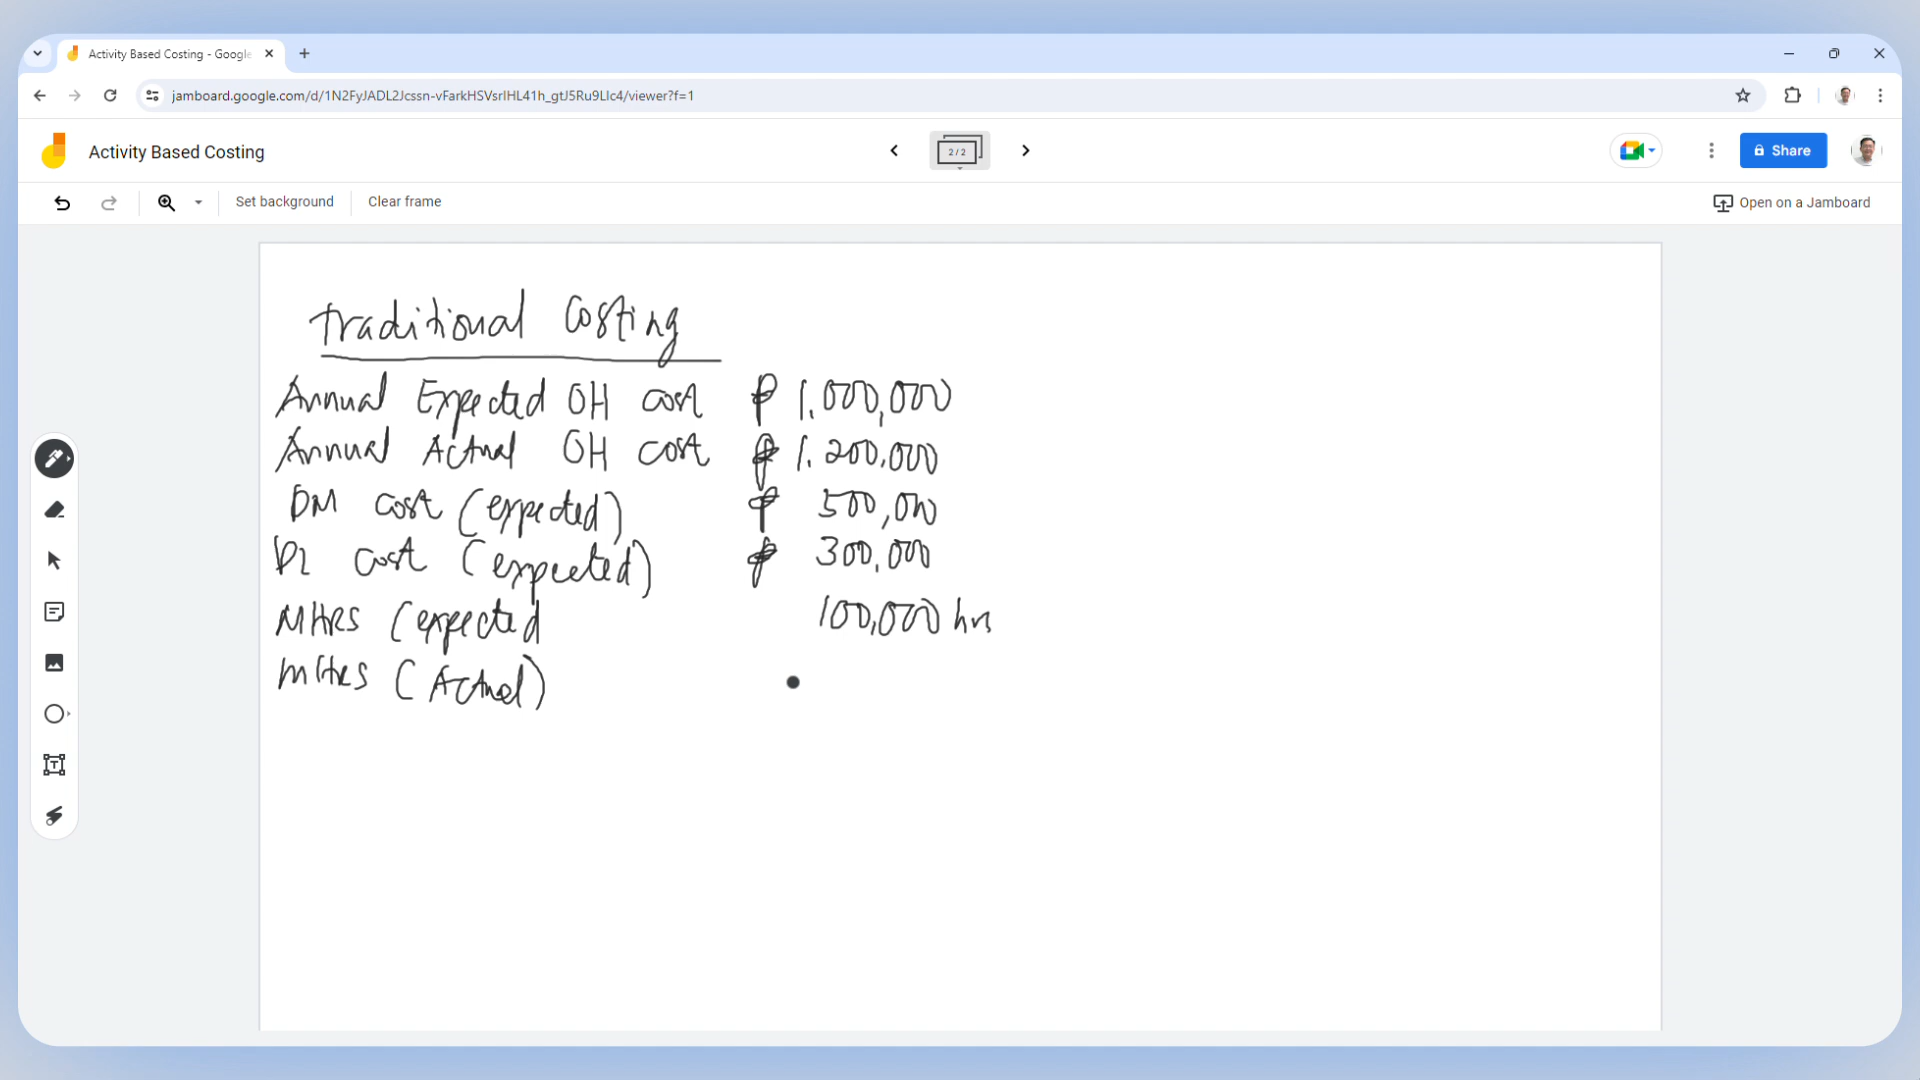 Activity Based Costing - Google
jamboard.google.com/d/1N2FyJADL2Jcssn-vFarkHSVsrlHL41h_gtJ5Ru9Llc4/viewer?f=1
Activity Based Costing
2 / 2
Share
Set background
Clear frame
Open on a Jamboard
Traditional Costing
Annual Expected OH cost ₱ 1,000,000
Annual Actual OH cost ₱ 1,200,000
DM cost (expected) ₱ 500,000
DL cost (expected) ₱ 300,000
MHRS (expected 100,000 hrs
MHRS (Actual)